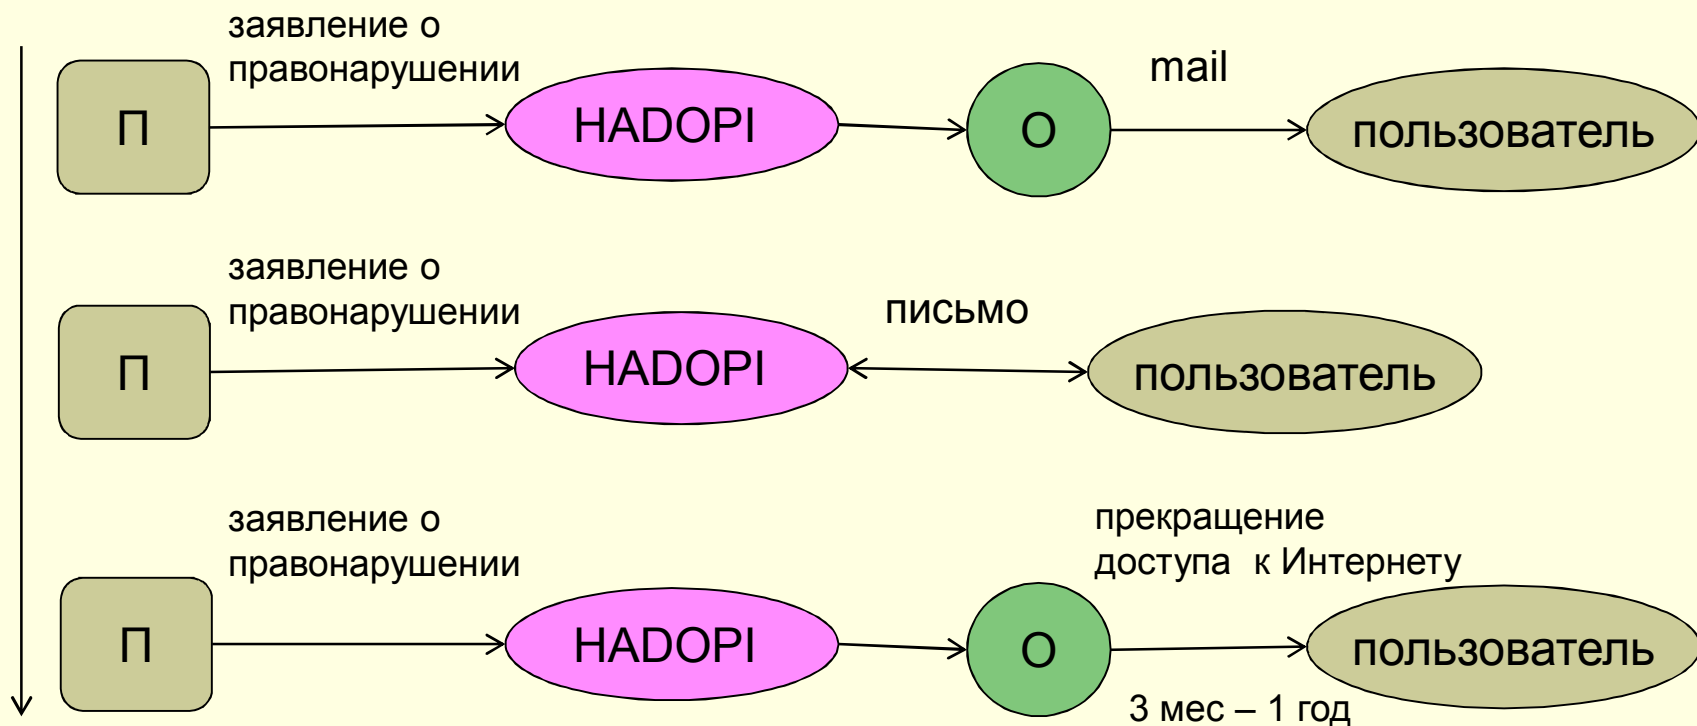 заявление о
правонарушении
П
HADOPI
О
mail
пользователь
заявление о
правонарушении
П
HADOPI
письмо
пользователь
заявление о
правонарушении
П
HADOPI
О
прекращение
доступа к Интернету
пользователь
3 мес – 1 год